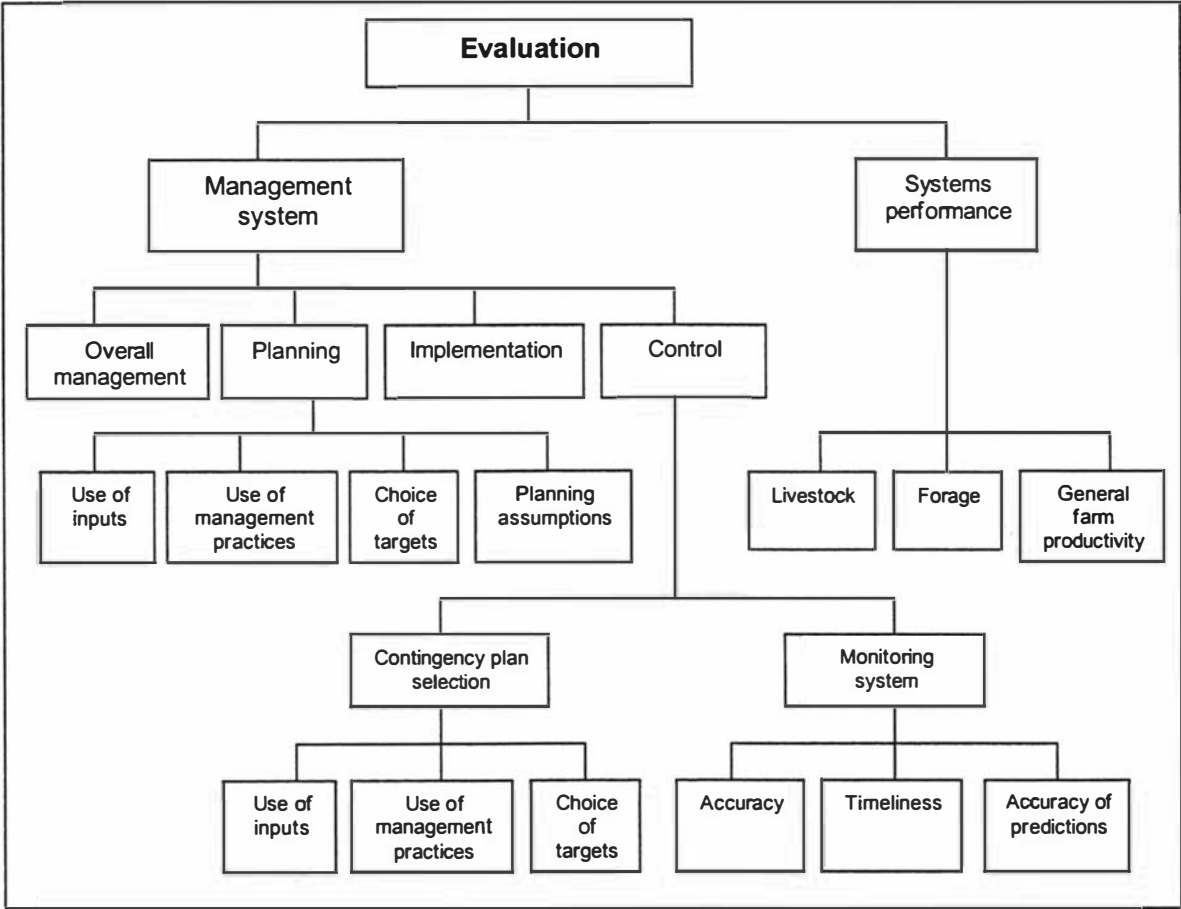 Evaluation
Management
system
Systems
performance
Overall
management
Planning
Implementation
Control
Use of
inputs
Use of
management
practices
Choice
of
targets
Planning
assumptions
Livestock
Forage
General
farm
productivity
Contingency plan
selection
Monitoring
system
Use of
inputs
Use of
management
practices
Choice
of
targets
Accuracy
Timeliness
Accuracy of
predictions